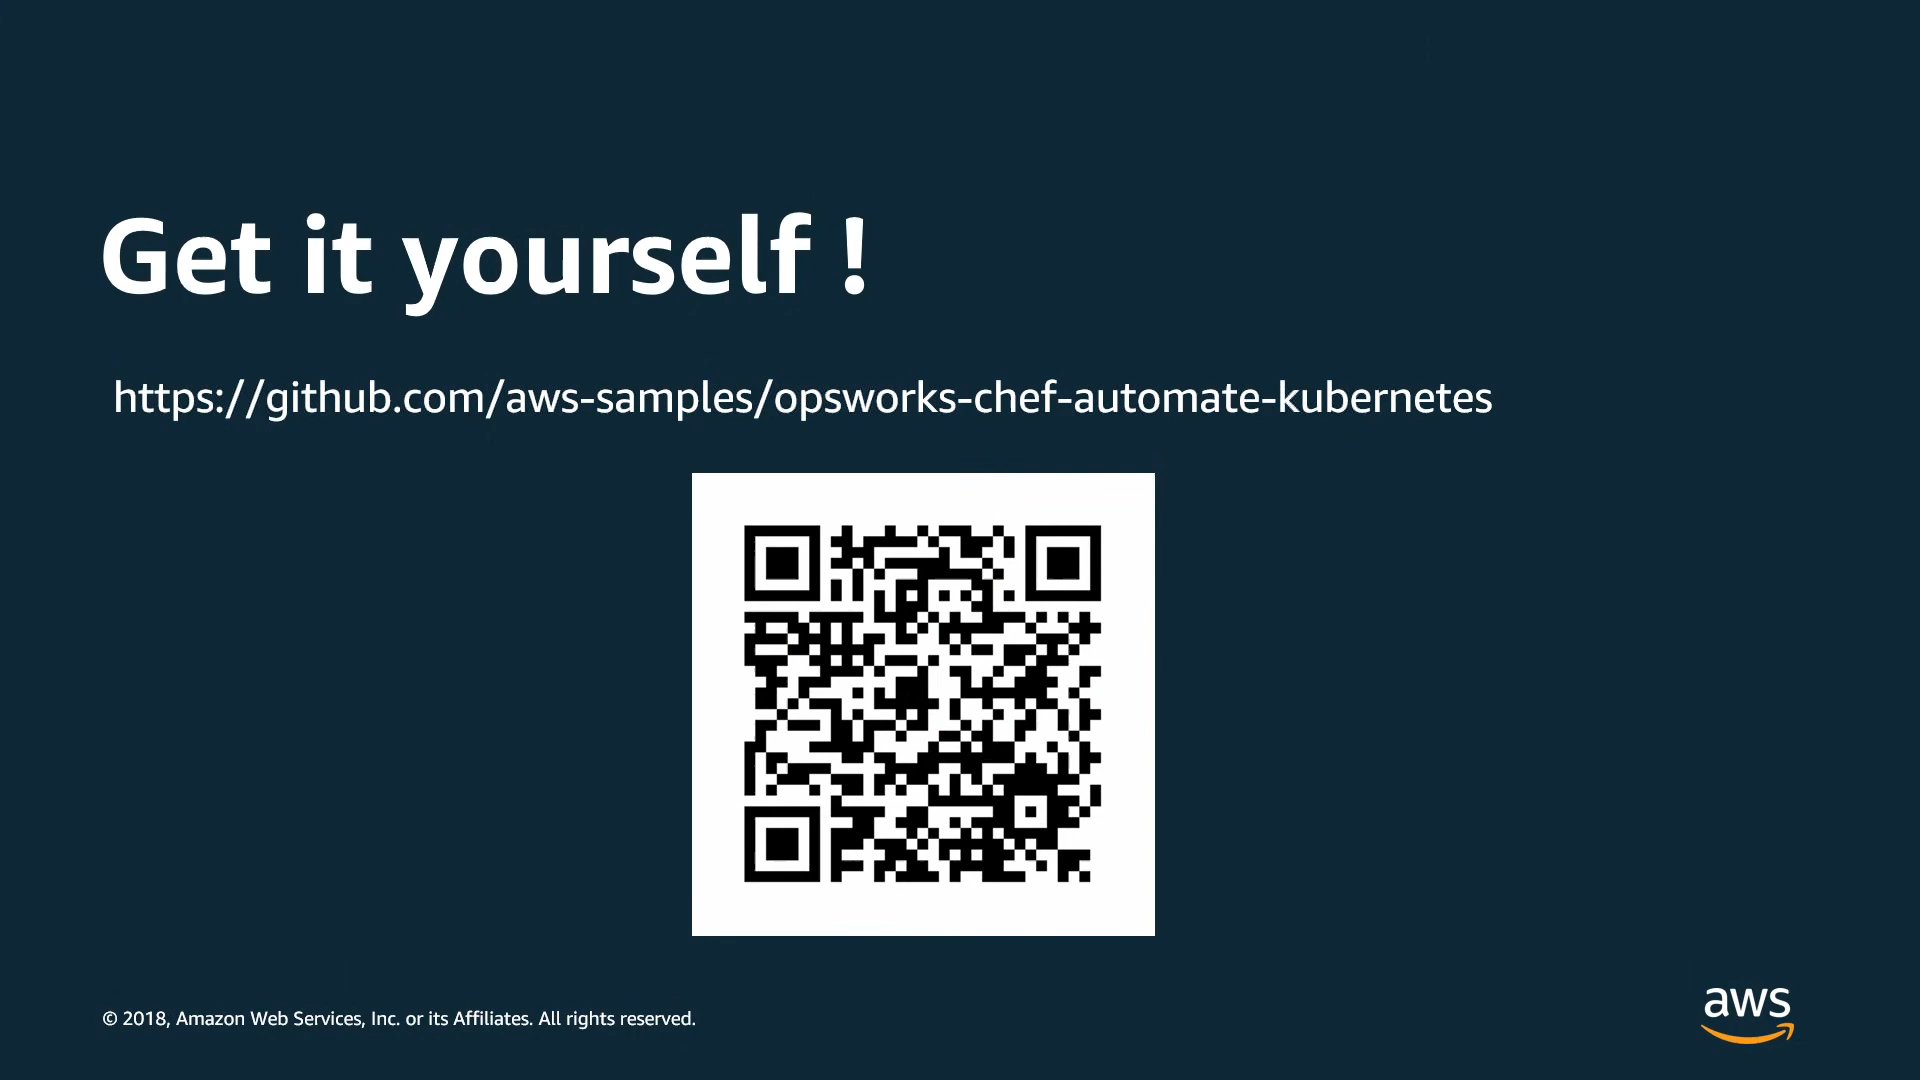 Get it yourself !
https://github.com/aws-samples/opsworks-chef-automate-kubernetes
© 2018, Amazon Web Services, Inc. or its Affiliates. All rights reserved.
aws